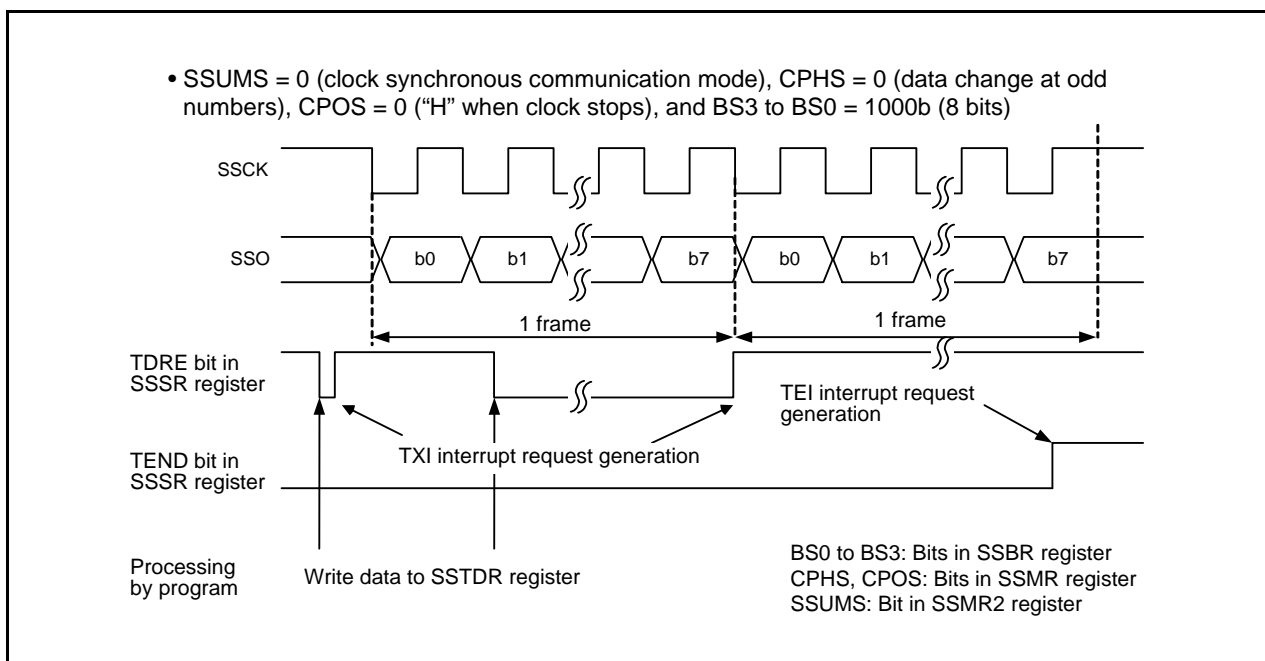 • SSUMS = 0 (clock synchronous communication mode), CPHS = 0 (data change at odd
numbers), CPOS = 0 (“H” when clock stops), and BS3 to BS0 = 1000b (8 bits)
SSCK
SSO
b0
b1
b7
b0
b1
b7
1 frame
1 frame
TDRE bit in
SSSR register
TEI interrupt request
generation
TXI interrupt request generation
TEND bit in
SSSR register
Processing
by program
Write data to SSTDR register
BS0 to BS3: Bits in SSBR register
CPHS, CPOS: Bits in SSMR register
SSUMS: Bit in SSMR2 register